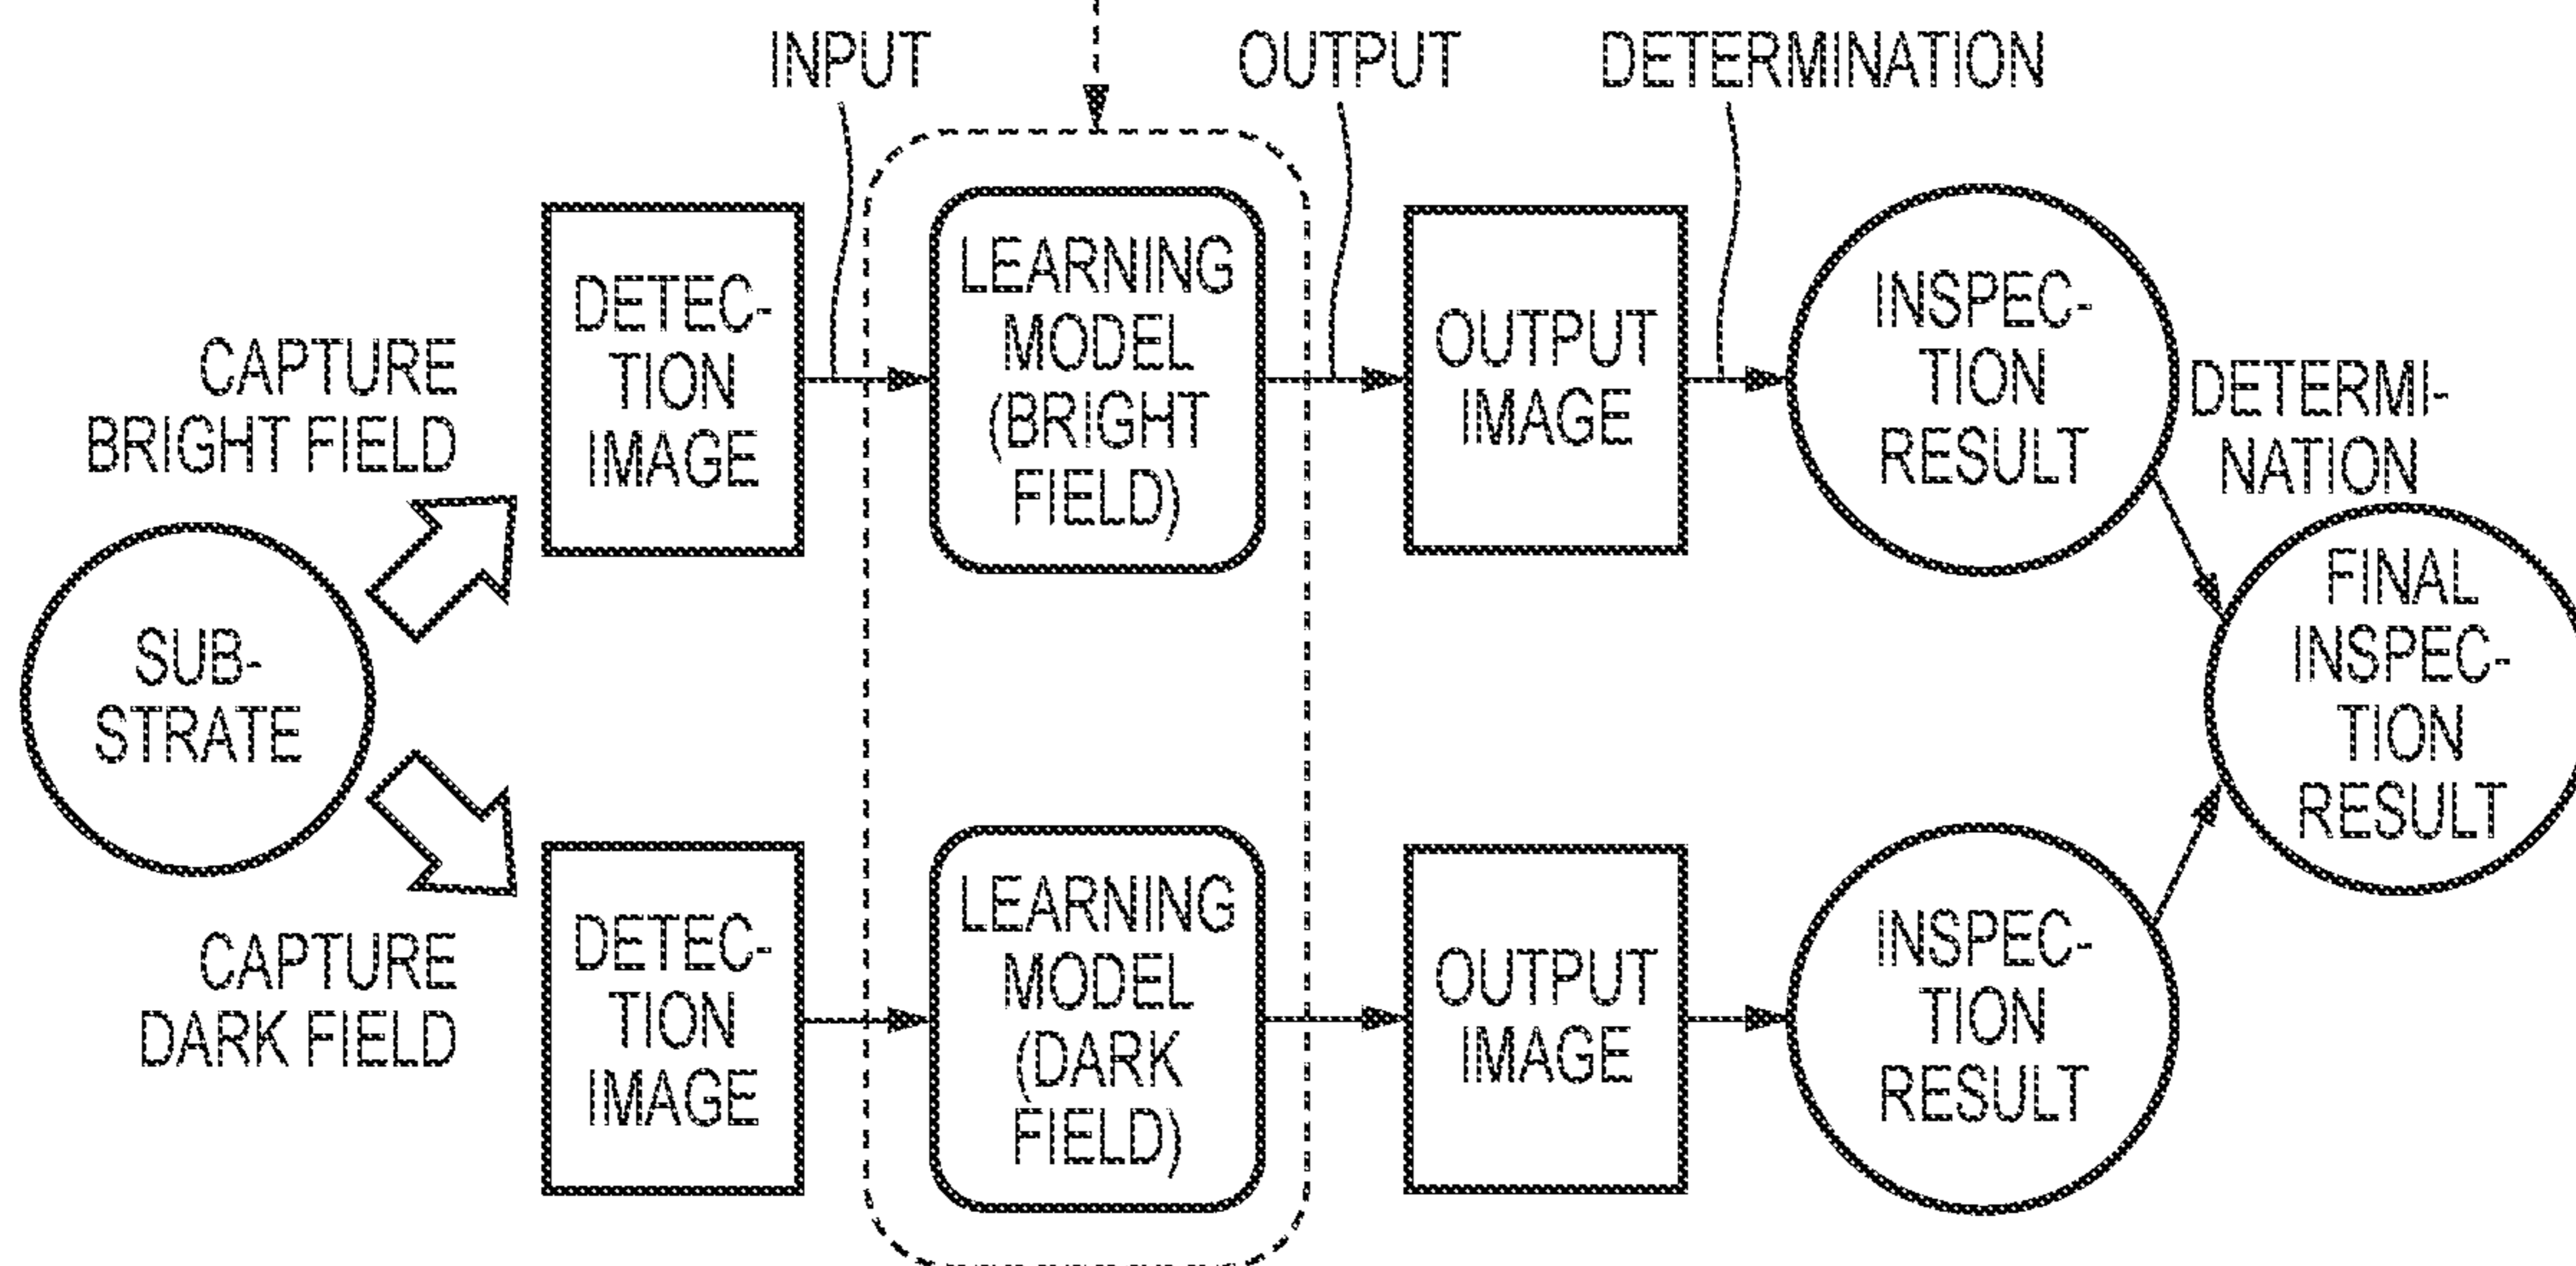 INPUT
OUTPUT
DETERMINATION
CAPTURE
BRIGHT FIELD
DETEC-
TION
IMAGE
LEARNING
MODEL
(BRIGHT
FIELD)
OUTPUT
IMAGE
INSPEC-
TION
RESULT
DETERMI-
NATION
SUB-
STRATE
FINAL
INSPEC-
TION
RESULT
CAPTURE
DARK FIELD
DETEC-
TION
IMAGE
LEARNING
MODEL
(DARK
FIELD)
OUTPUT
IMAGE
INSPEC-
TION
RESULT